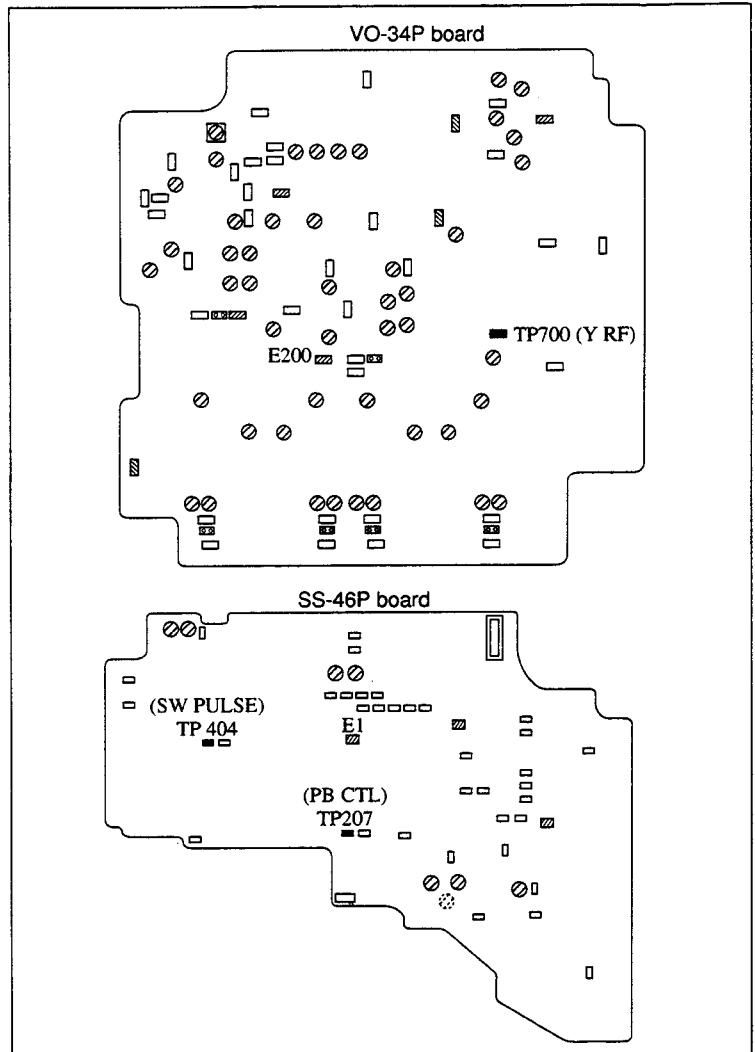 VO-34P board
TP700 (Y RF)
E200
SS-46P board
(SW PULSE)
TP 404
E1
(PB CTL)
TP207